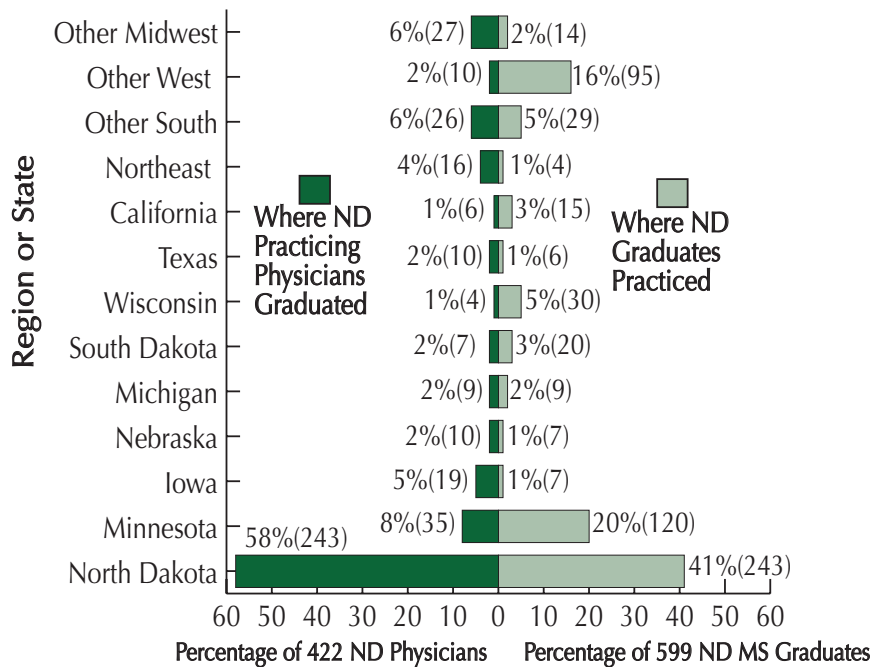 Region or State
Other Midwest 6%(27) 2%(14)
Other West 2%(10) 16%(95)
Other South 6%(26) 5%(29)
Northeast 4%(16) 1%(4)
California 1%(6) 3%(15)
Texas 2%(10) 1%(6)
Wisconsin 1%(4) 5%(30)
South Dakota 2%(7) 3%(20)
Michigan 2%(9) 2%(9)
Nebraska 2%(10) 1%(7)
Iowa 5%(19) 1%(7)
Minnesota 8%(35) 20%(120)
North Dakota 58%(243) 41%(243)
Where ND
Practicing
Physicians
Graduated
Where ND
Graduates
Practiced
60 50 40 30 20 10 0 10 20 30 40 50 60
Percentage of 422 ND Physicians Percentage of 599 ND MS Graduates